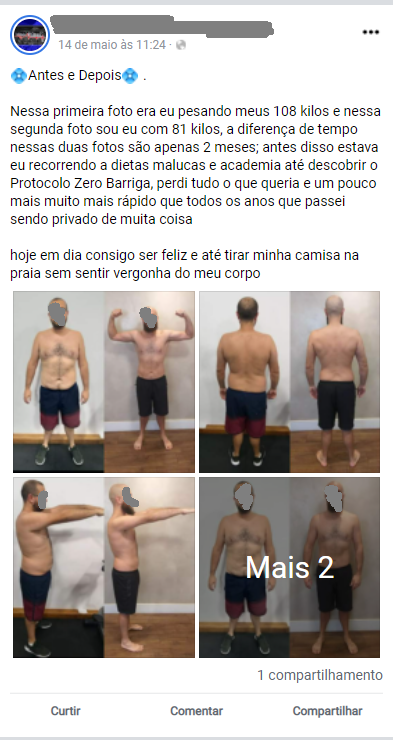 14 de maio às 11:24 ·
💠Antes e Depois💠 .
Nessa primeira foto era eu pesando meus 108 kilos e nessa
segunda foto sou eu com 81 kilos, a diferença de tempo
nessas duas fotos são apenas 2 meses; antes disso estava
eu recorrendo a dietas malucas e academia até descobrir o
Protocolo Zero Barriga, perdi tudo o que queria e um pouco
mais muito mais rápido que todos os anos que passei
sendo privado de muita coisa
hoje em dia consigo ser feliz e até tirar minha camisa na
praia sem sentir vergonha do meu corpo
Mais 2
1 compartilhamento
Curtir
Comentar
Compartilhar